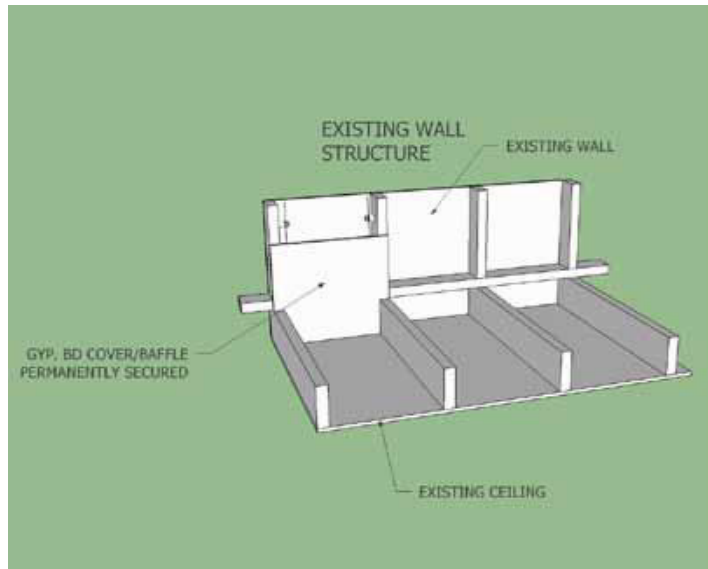 EXISTING WALL
STRUCTURE
EXISTING WALL
GYP. BD COVER/BAFFLE
PERMANENTLY SECURED
EXISTING CEILING